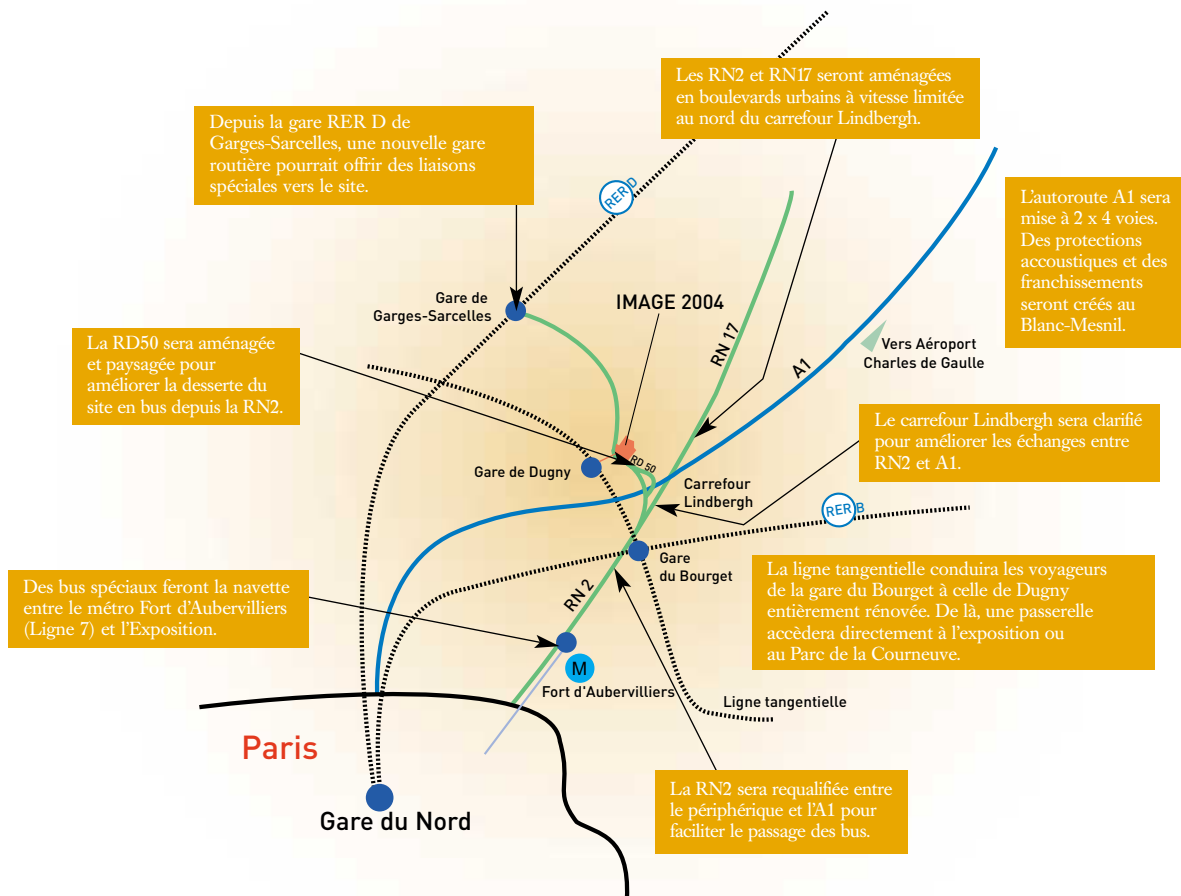 Les RN2 et RN17 seront aménagées
en boulevards urbains à vitesse limitée
au nord du carrefour Lindbergh.
Depuis la gare RER D de
Garges-Sarcelles, une nouvelle gare
routière pourrait offrir des liaisons
spéciales vers le site.
RER D
L'autoroute A1 sera
mise à 2 x 4 voies.
Des protections
accoustiques et des
franchissements
seront créés au
Blanc-Mesnil.
Gare de
Garges-Sarcelles
IMAGE 2004
RN 17
A1
Vers Aéroport
Charles de Gaulle
La RD50 sera aménagée
et paysagée pour
améliorer la desserte du
site en bus depuis la RN2.
Le carrefour Lindbergh sera clarifié
pour améliorer les échanges entre
RN2 et A1.
Gare de Dugny
RD 50
Carrefour
Lindbergh
RER B
Gare
du Bourget
RN 2
Des bus spéciaux feront la navette
entre le métro Fort d'Aubervilliers
(Ligne 7) et l'Exposition.
La ligne tangentielle conduira les voyageurs
de la gare du Bourget à celle de Dugny
entièrement rénovée. De là, une passerelle
accèdera directement à l'exposition ou
au Parc de la Courneuve.
M
Fort d'Aubervilliers
Ligne tangentielle
Paris
La RN2 sera requalifiée entre
le périphérique et l'A1 pour
faciliter le passage des bus.
Gare du Nord